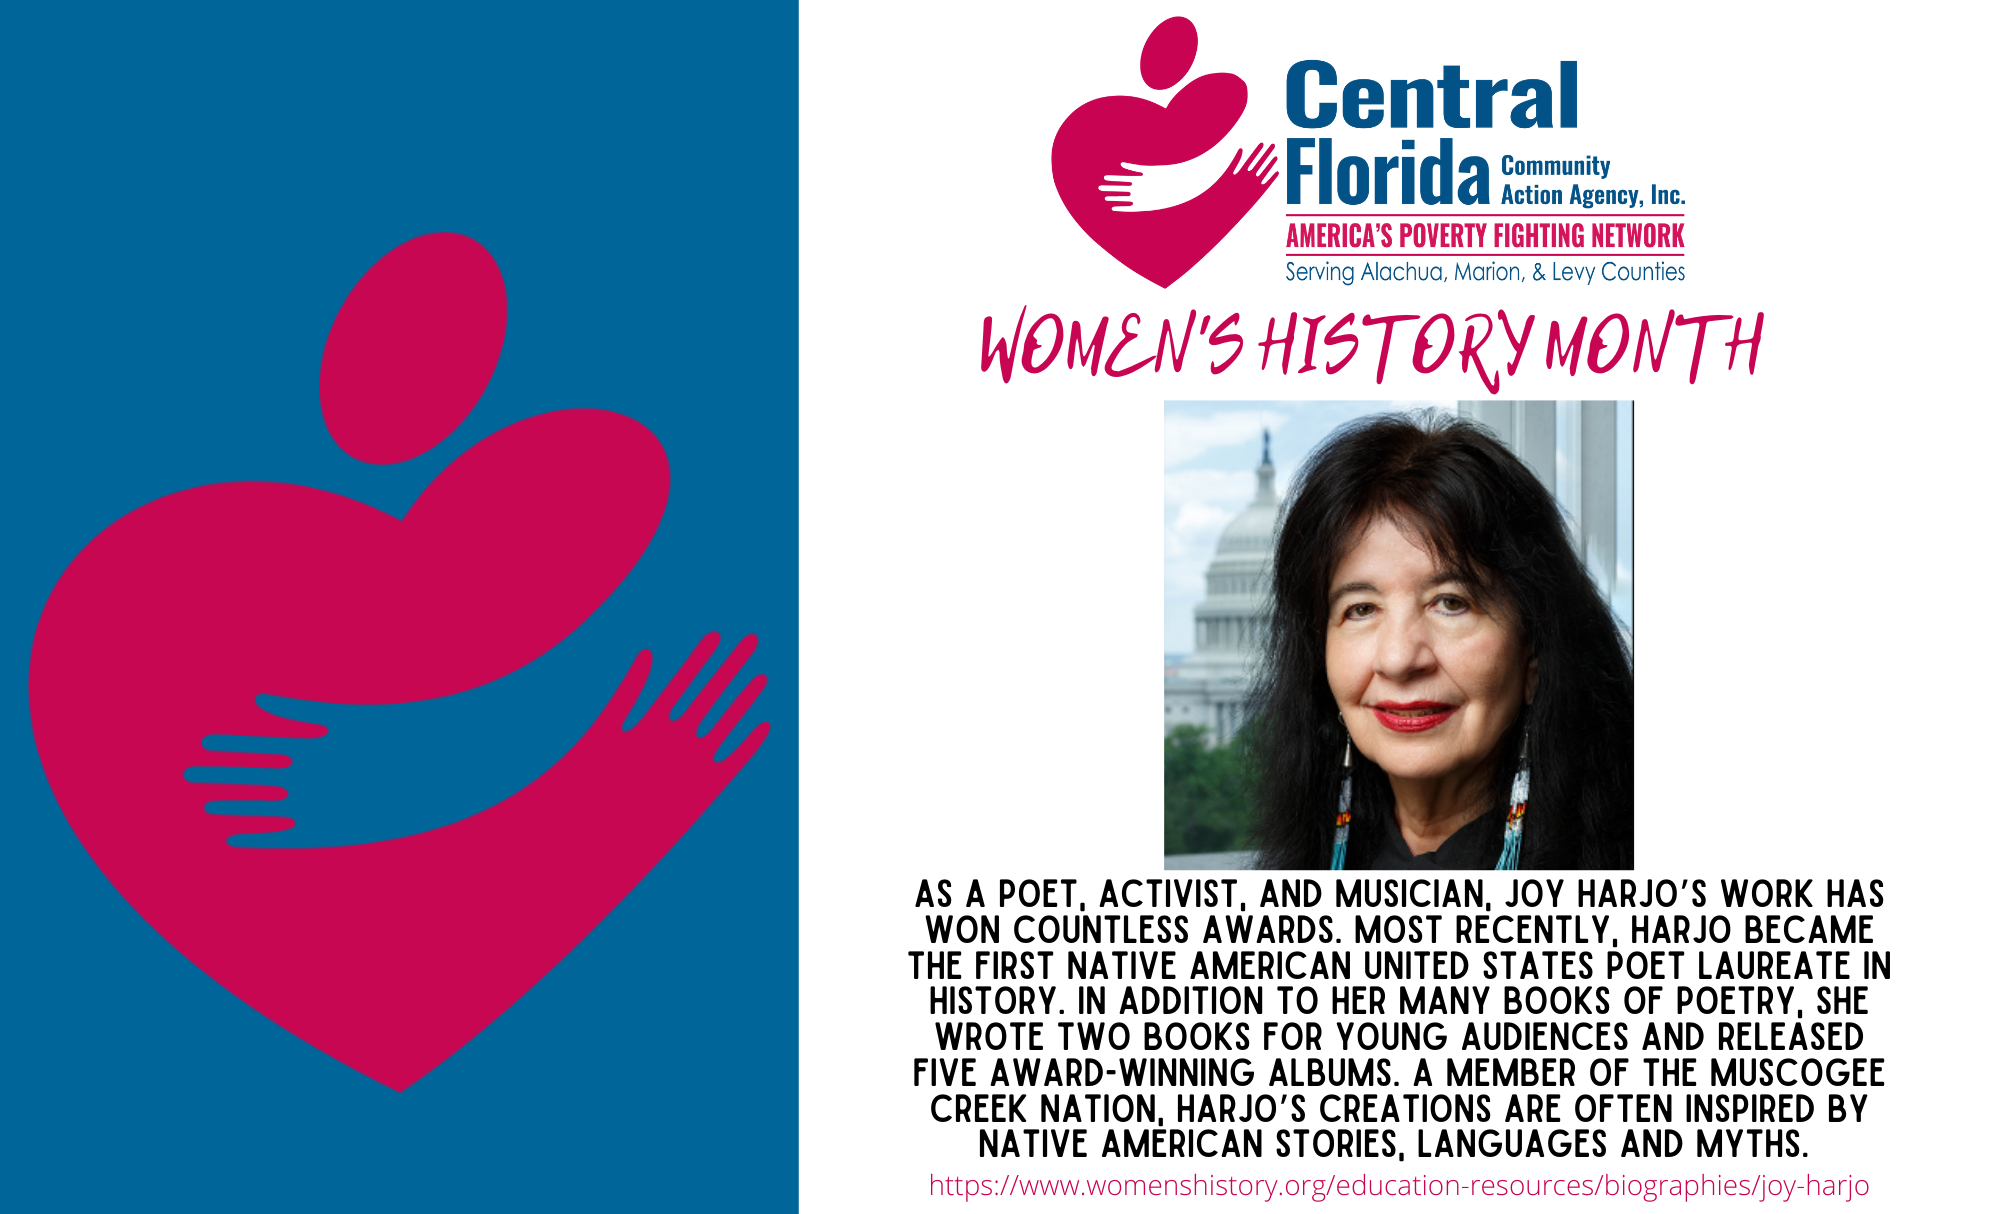 Central
Florida Community
Action Agency, Inc.
AMERICA'S POVERTY FIGHTING NETWORK
Serving Alachua, Marion, & Levy Counties
WOMEN'S HISTORY MONTH
AS A POET, ACTIVIST, AND MUSICIAN, JOY HARJO'S WORK HAS
WON COUNTLESS AWARDS. MOST RECENTLY, HARJO BECAME
THE FIRST NATIVE AMERICAN UNITED STATES POET LAUREATE IN
HISTORY. IN ADDITION TO HER MANY BOOKS OF POETRY, SHE
WROTE TWO BOOKS FOR YOUNG AUDIENCES AND RELEASED
FIVE AWARD-WINNING ALBUMS. A MEMBER OF THE MUSCOGEE
CREEK NATION, HARJO'S CREATIONS ARE OFTEN INSPIRED BY
NATIVE AMERICAN STORIES, LANGUAGES AND MYTHS.
https://www.womenshistory.org/education-resources/biographies/joy-harjo